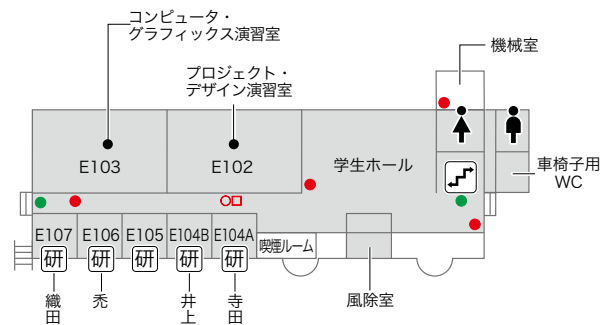 コンピュータ・
グラフィックス演習室
プロジェクト・
デザイン演習室
機械室
E103
E102
学生ホール
車椅子用
WC
E107
E106
E105
E104B
E104A
喫煙ルーム
研
研
研
研
研
織田
禿
井上
寺田
風除室